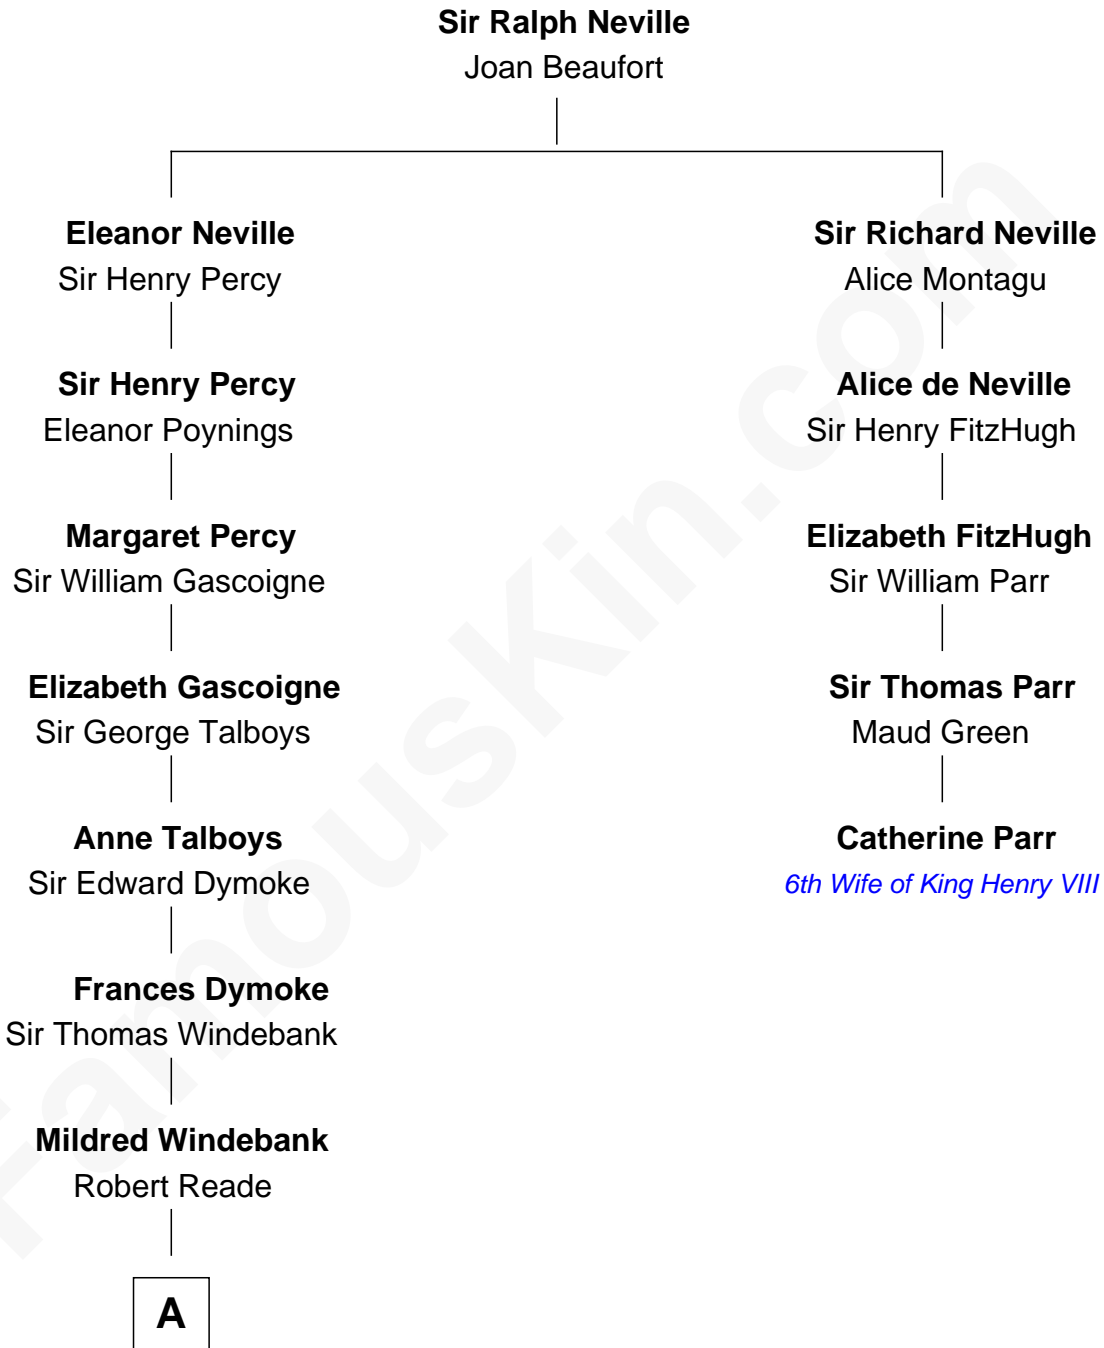 Sir Ralph Neville
Joan Beaufort
Eleanor Neville
Sir Henry Percy
Sir Richard Neville
Alice Montagu
Sir Henry Percy
Eleanor Poynings
Alice de Neville
Sir Henry FitzHugh
Margaret Percy
Sir William Gascoigne
Elizabeth FitzHugh
Sir William Parr
Elizabeth Gascoigne
Sir George Talboys
Sir Thomas Parr
Maud Green
Anne Talboys
Sir Edward Dymoke
Catherine Parr
6th Wife of King Henry VIII
Frances Dymoke
Sir Thomas Windebank
Mildred Windebank
Robert Reade
A
FamousKin.com